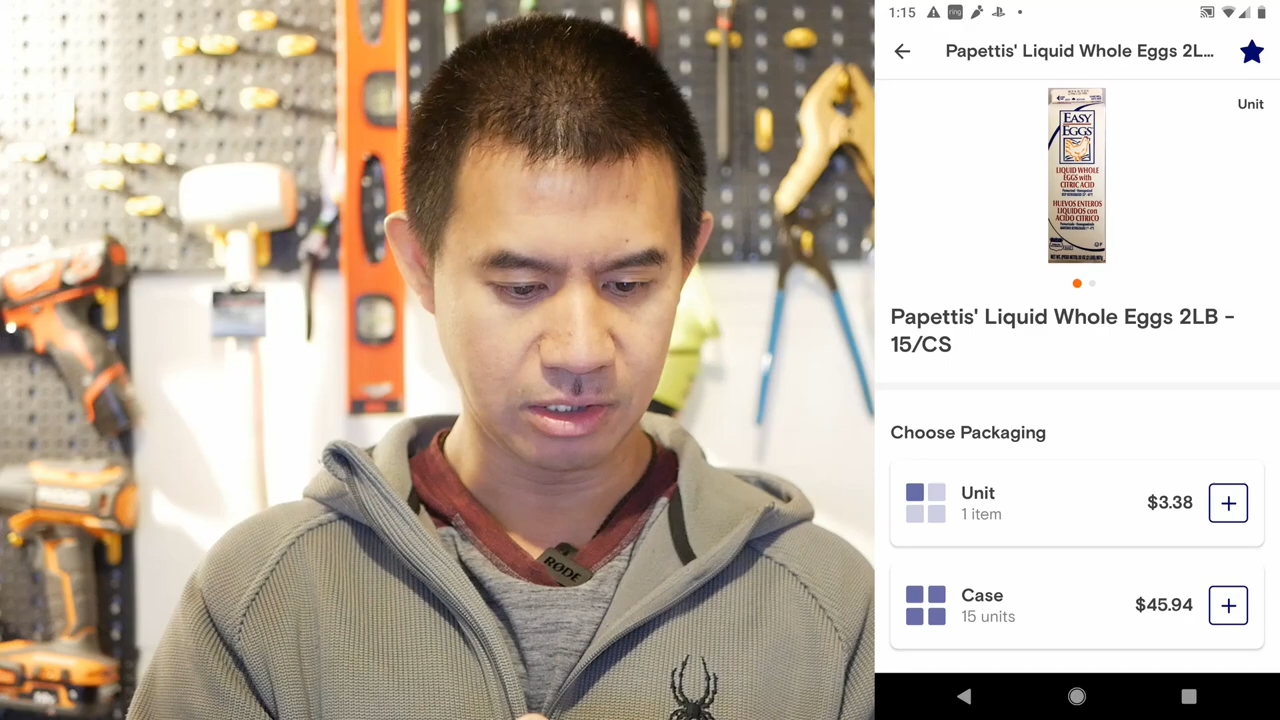 RØDE
1:15
ring
Papettis' Liquid Whole Eggs 2L...
Unit
EASY
EGGS
LIQUID WHOLE
EGGS with
CITRIC ACID
HUEVOS ENTEROS
LIQUIDOS con
ACIDO CITRICO
Papettis' Liquid Whole Eggs 2LB -
15/CS
Choose Packaging
Unit
1 item
$3.38
+
Case
15 units
$45.94
+